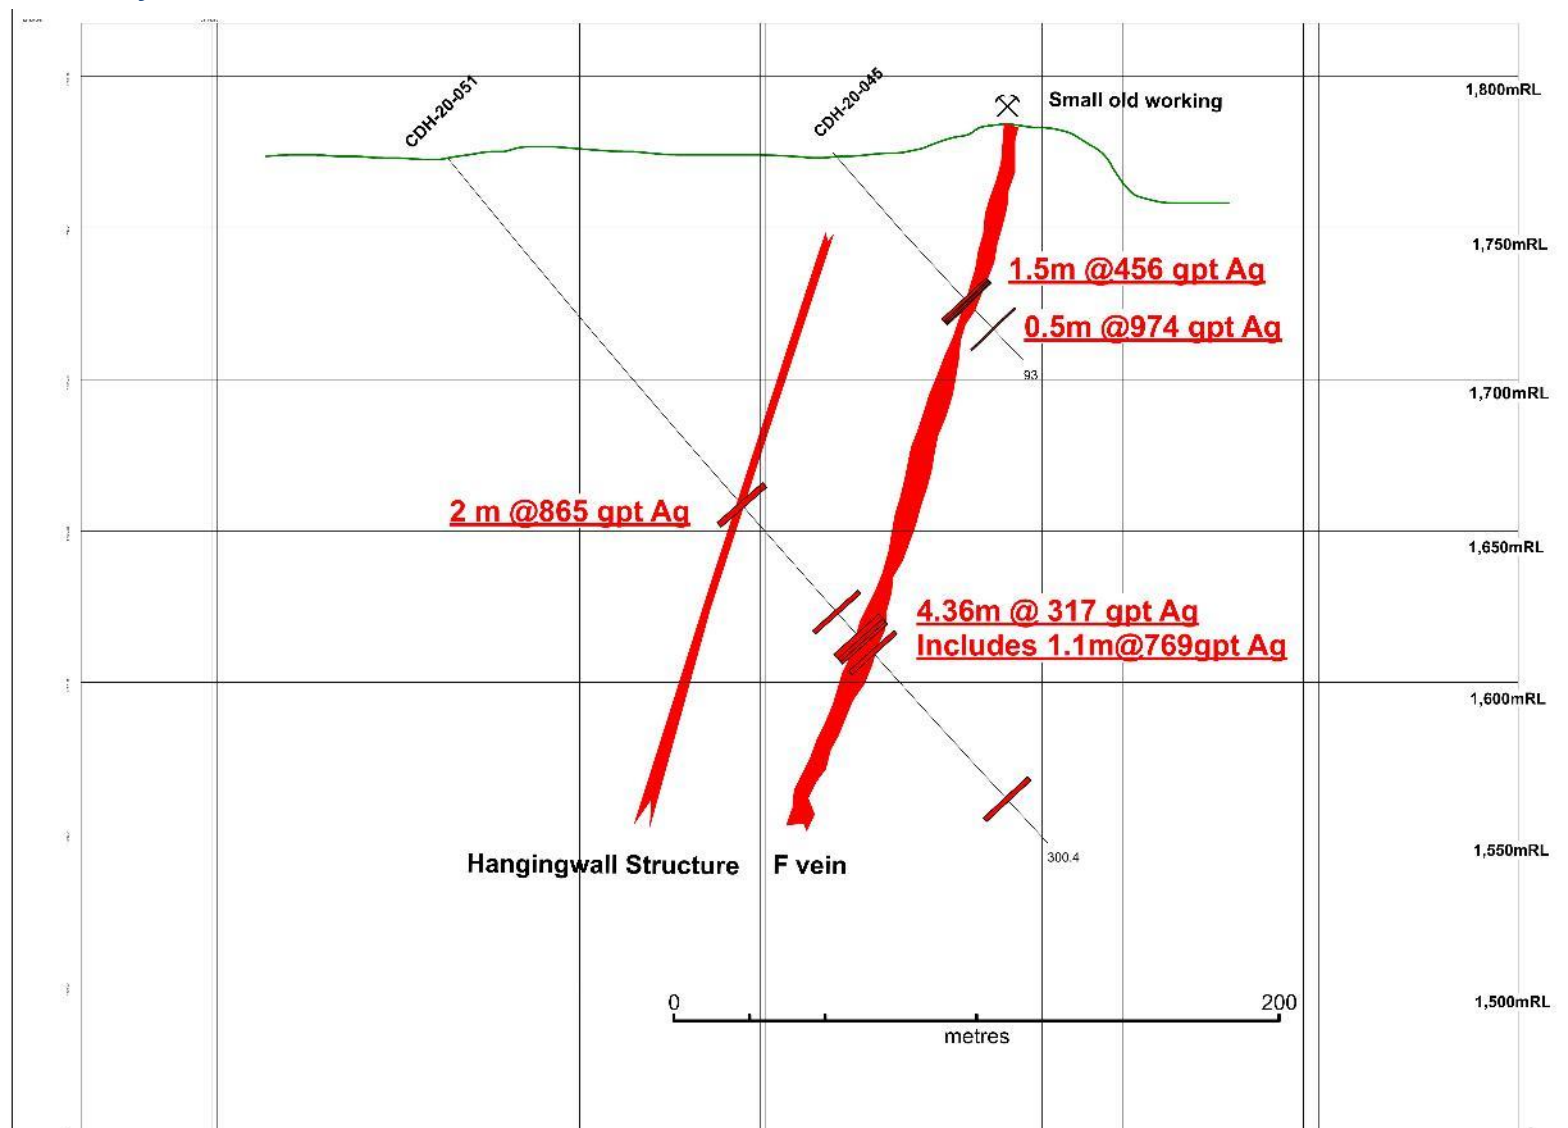 1,800mRL
CDH-20-051
CDH-20-045
Small old working
1,750mRL
1.5m @456 gpt Ag
0.5m @974 gpt Ag
93
1,700mRL
2 m @865 gpt Ag
1,650mRL
4.36m @ 317 gpt Ag
Includes 1.1m@769gpt Ag
1,600mRL
Hangingwall Structure
F vein
300.4
1,550mRL
0
200
1,500mRL
metres